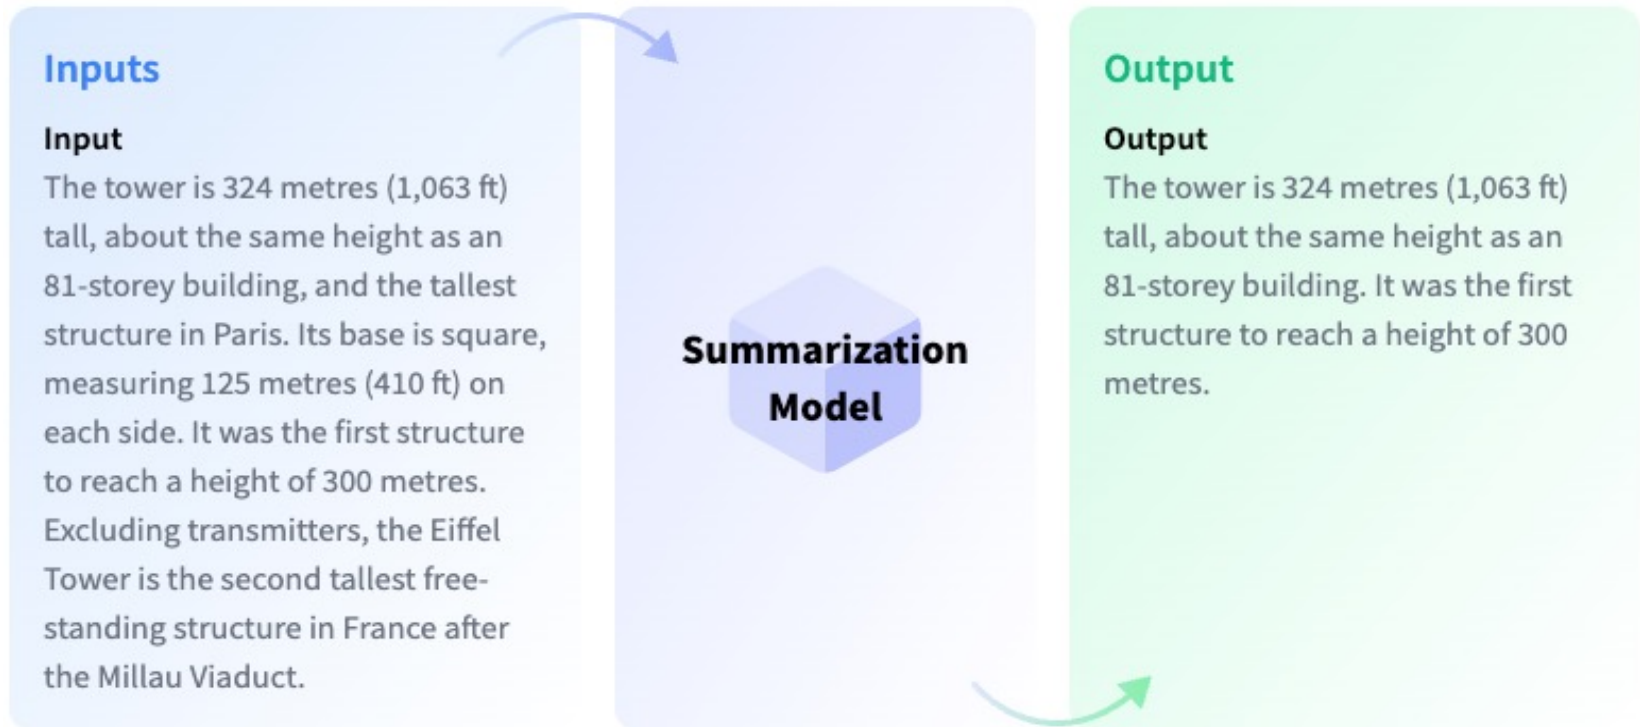 Inputs
Input
The tower is 324 metres (1,063 ft)
tall, about the same height as an
81-storey building, and the tallest
structure in Paris. Its base is square,
measuring 125 metres (410 ft) on
each side. It was the first structure
to reach a height of 300 metres.
Excluding transmitters, the Eiffel
Tower is the second tallest free-
standing structure in France after
the Millau Viaduct.
Summarization
Model
Output
Output
The tower is 324 metres (1,063 ft)
tall, about the same height as an
81-storey building. It was the first
structure to reach a height of 300
metres.